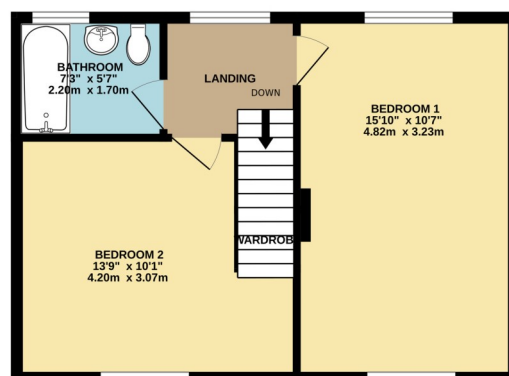 BATHROOM
7'3" x 5'7"
2.20m x 1.70m
LANDING
DOWN
BEDROOM 1
15'10" x 10'7"
4.82m x 3.23m
WARDROB
BEDROOM 2
13'9" x 10'1"
4.20m x 3.07m